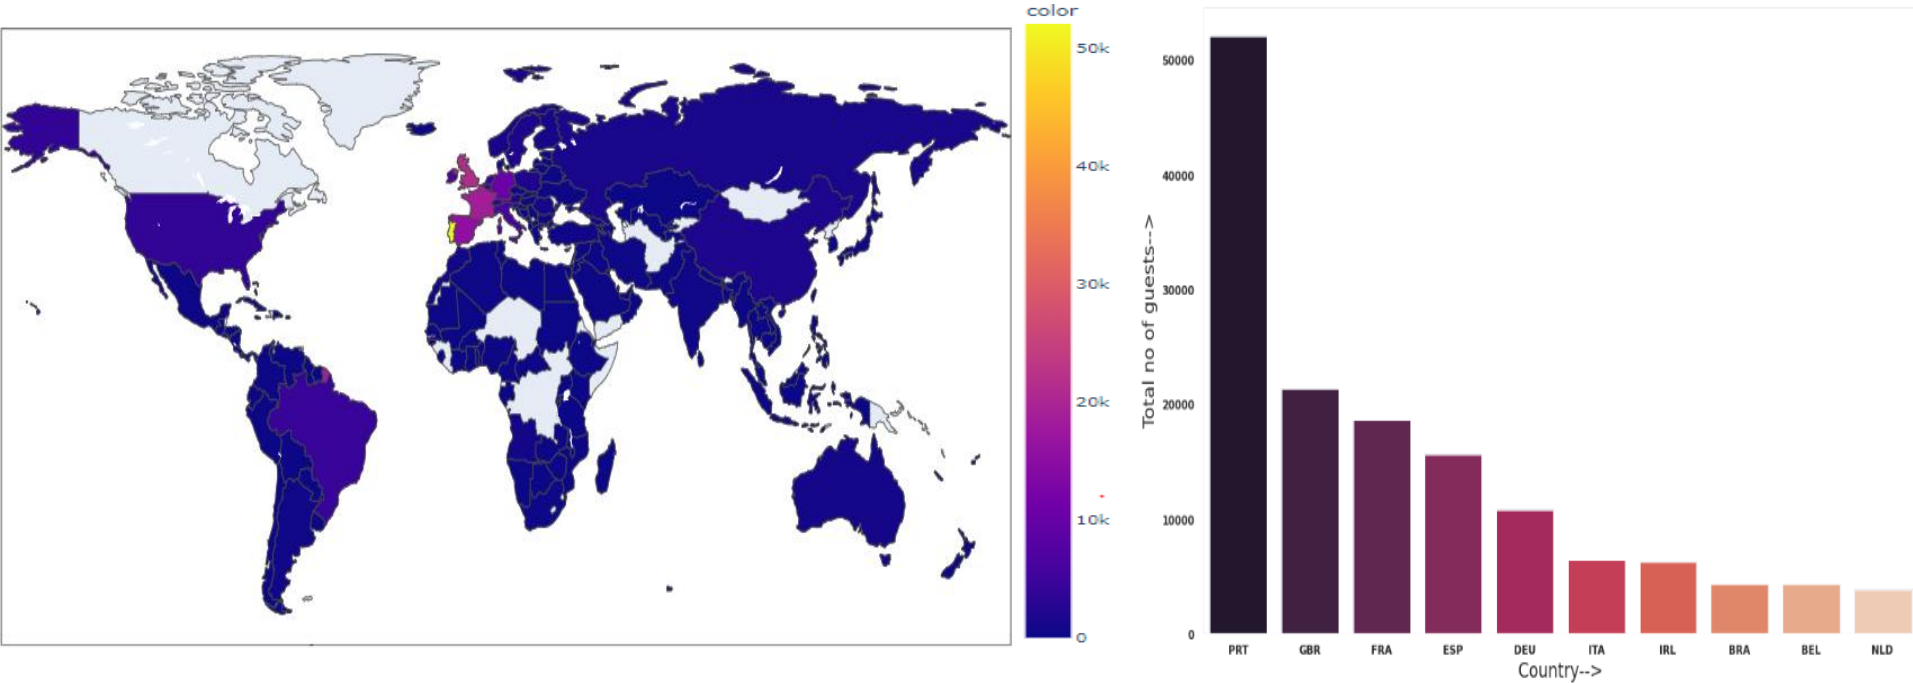 color
50k
40k
30k
20k
10k
0
Total no of guests-->
50000
40000
30000
20000
10000
0
PRT GBR FRA ESP DEU ITA IRL BRA BEL NLD
Country-->